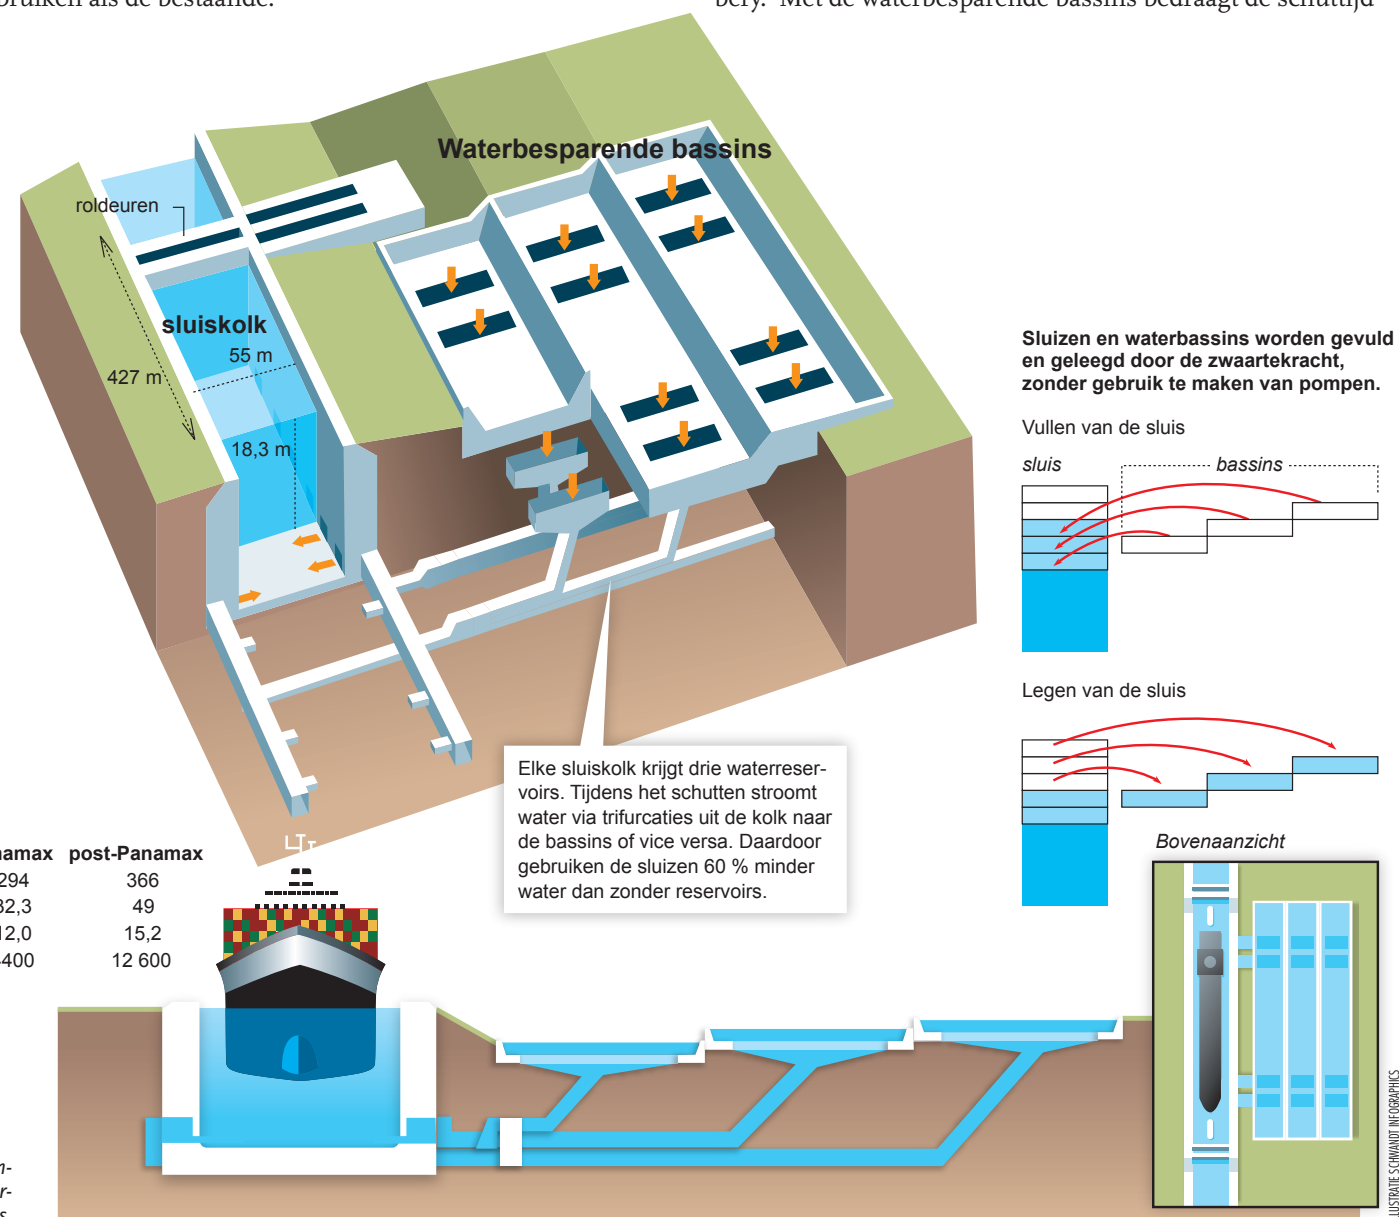 als de bestaande.
Met de waterbesparende bassins bedraagt de schuttijd
Waterbesparende bassins
roldeuren
sluiskolk
55 m
427 m
18,3 m
Sluizen en waterbassins worden gevuld
en geleegd door de zwaartekracht,
zonder gebruik te maken van pompen.
Vullen van de sluis
sluis
bassins
Legen van de sluis
Elke sluiskolk krijgt drie waterreser-
voirs. Tijdens het schutten stroomt
water via trifurcaties uit de kolk naar
de bassins of vice versa. Daardoor
gebruiken de sluizen 60 % minder
water dan zonder reservoirs.
post-Panamax
294 366
49
15,2
12 600
Bovenaanzicht
SCHWANDT INFOGRAPHICS